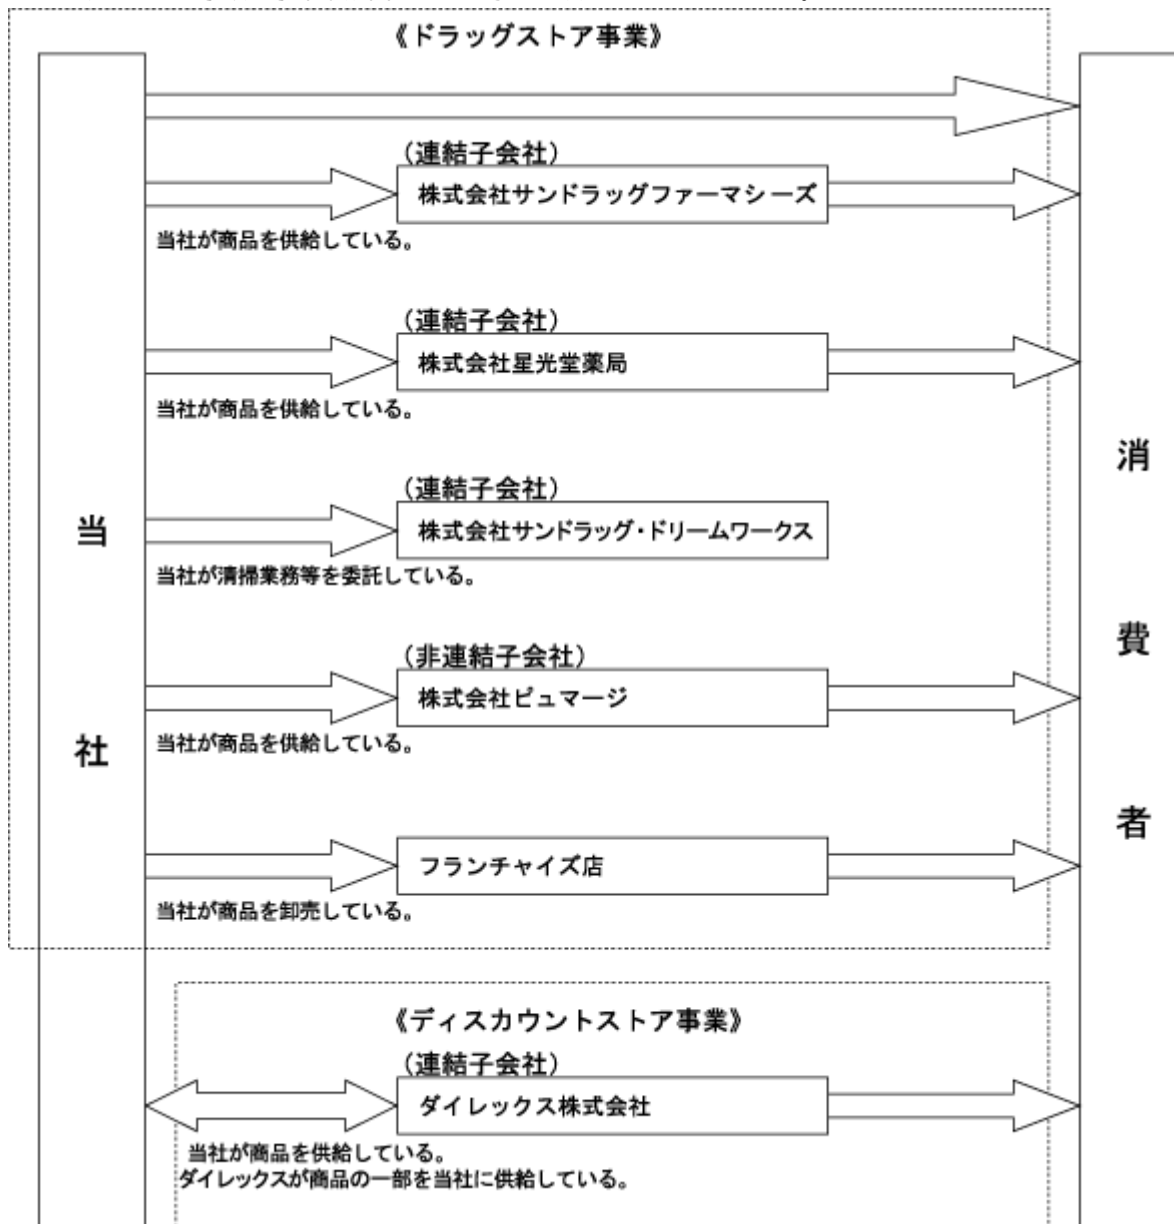 《ドラッグストア事業》
(連結子会社)
株式会社サンドラッグファーマシーズ
当社が商品を供給している。
(連結子会社)
株式会社星光堂薬局
当社が商品を供給している。
(連結子会社)
株式会社サンドラッグ・ドリームワークス
当社が清掃業務等を委託している。
(非連結子会社)
株式会社ピュマージ
当社が商品を供給している。
フランチャイズ店
当社が商品を卸売している。
《ディスカウントストア事業》
(連結子会社)
ダイレックス株式会社
当社が商品を供給している。
ダイレックスが商品の一部を当社に供給している。
当社
消費者